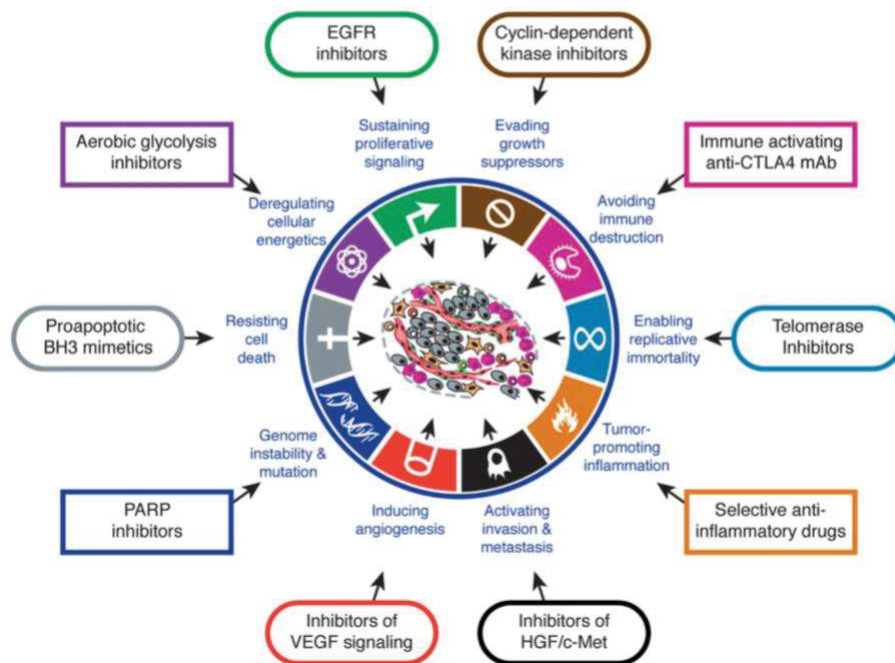 EGFR
inhibitors
Cyclin-dependent
kinase inhibitors
Sustaining
proliferative
signaling
Evading
growth
suppressors
Aerobic glycolysis
inhibitors
Immune activating
anti-CTLA4 mAb
Deregulating
cellular
energetics
Avoiding
immune
destruction
Proapoptotic
BH3 mimetics
Resisting
cell
death
Enabling
replicative
immortality
Telomerase
Inhibitors
Genome
instability &
mutation
Tumor-
promoting
inflammation
PARP
inhibitors
Inducing
angiogenesis
Activating
invasion &
metastasis
Selective anti-
inflammatory drugs
Inhibitors of
VEGF signaling
Inhibitors of
HGF/c-Met